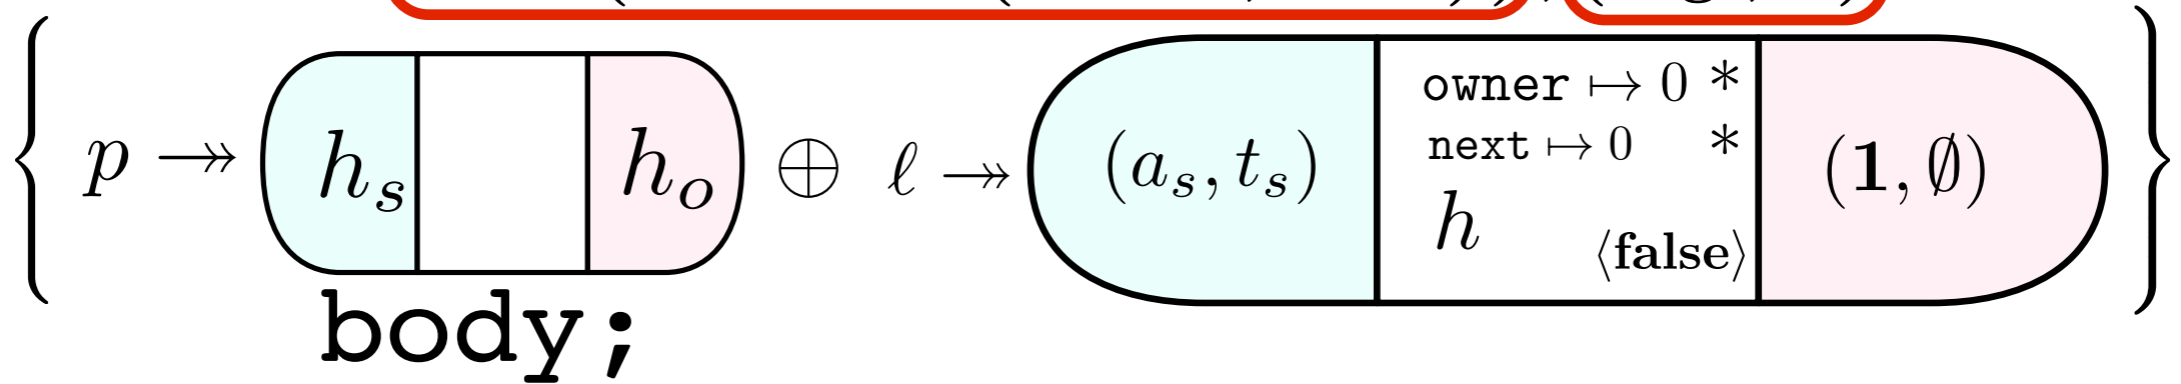 { p ↠ h_s h_o ⊕ ℓ ↠ (a_s, t_s) owner ↦ 0 * (𝟏, ∅) }
next ↦ 0 *
h
⟨false⟩
body;